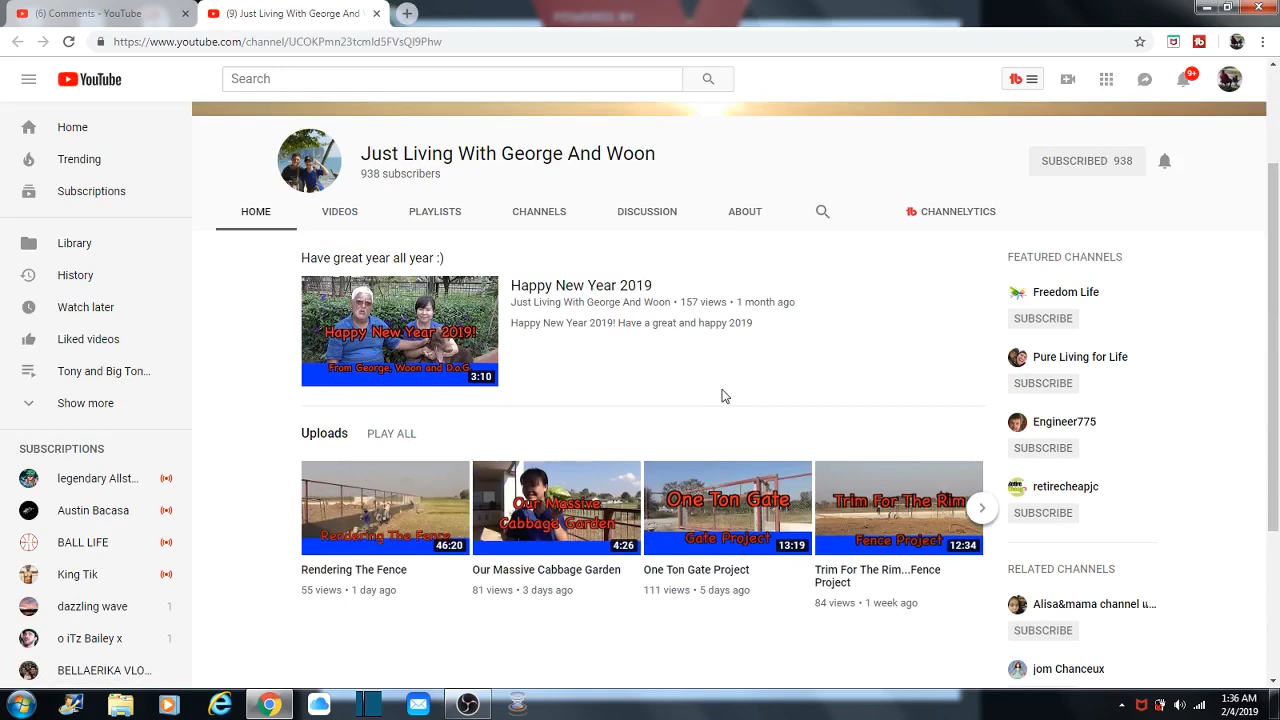 POWERED BY
(6) Comments - YouTube
(9) Just Living With George And
https://www.youtube.com/channel/UCOKPmn23tcmId5FVsQI9Phw
YouTube
Search
tb
9+
Home
Trending
Subscriptions
Library
History
Watch later
Liked videos
Tony and Big Ton...
Show more
SUBSCRIPTIONS
legendary Allst...
Austin Bacasa
BALL LIFE
King Tik
dazzling wave 1
o iTz Bailey x 1
BELLAERIKA VLO...
Just Living With George And Woon
938 subscribers
SUBSCRIBED 938
HOME VIDEOS PLAYLISTS CHANNELS DISCUSSION ABOUT tb CHANNELYTICS
Have great year all year :)
Happy New Year 2019!
From George, Woon and D.o.G.
3:10
Happy New Year 2019
Just Living With George And Woon • 157 views • 1 month ago
Happy New Year 2019! Have a great and happy 2019
Uploads PLAY ALL
Rendering The Fence
46:20
Rendering The Fence
55 views • 1 day ago
Our Massive
Cabbage Garden
4:26
Our Massive Cabbage Garden
81 views • 3 days ago
One Ton Gate
Gate Project
13:19
One Ton Gate Project
111 views • 5 days ago
Trim For The Rim
Fence Project
12:34
Trim For The Rim...Fence
Project
84 views • 1 week ago
FEATURED CHANNELS
Freedom Life
SUBSCRIBE
Pure Living for Life
SUBSCRIBE
Engineer775
SUBSCRIBE
retirecheapjc
SUBSCRIBE
RELATED CHANNELS
Alisa&mama channel u...
SUBSCRIBE
jom Chanceux
1:36 AM
2/4/2019